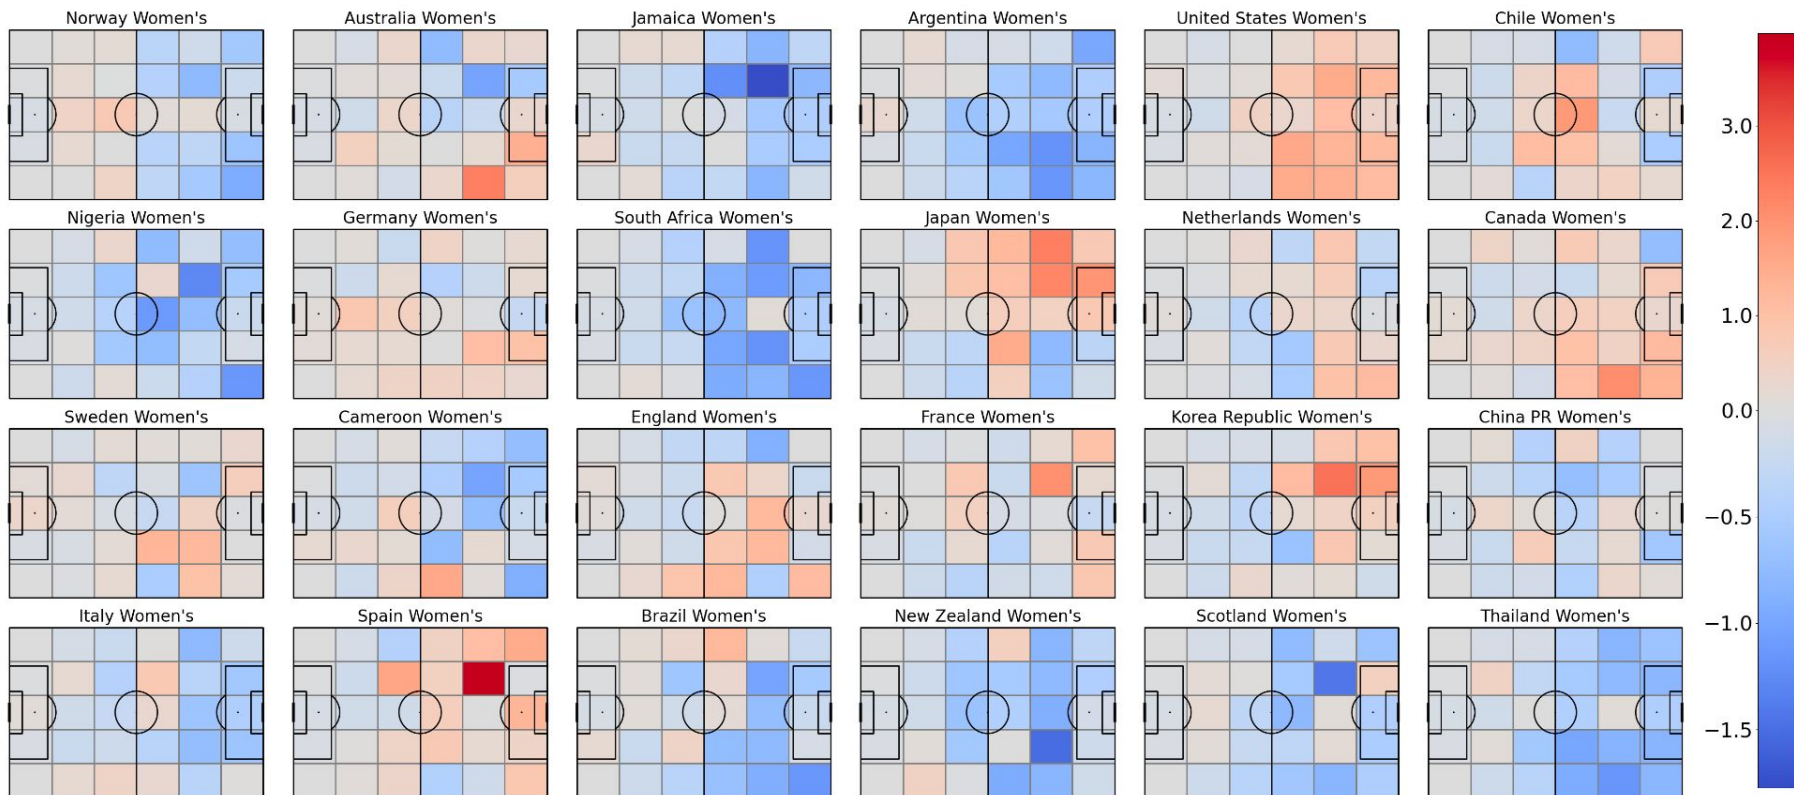 Norway Women's Australia Women's Jamaica Women's Argentina Women's United States Women's Chile Women's
Nigeria Women's Germany Women's South Africa Women's Japan Women's Netherlands Women's Canada Women's
Sweden Women's Cameroon Women's England Women's France Women's Korea Republic Women's China PR Women's
Italy Women's Spain Women's Brazil Women's New Zealand Women's Scotland Women's Thailand Women's
3.0
2.0
1.0
0.0
−0.5
−1.0
−1.5